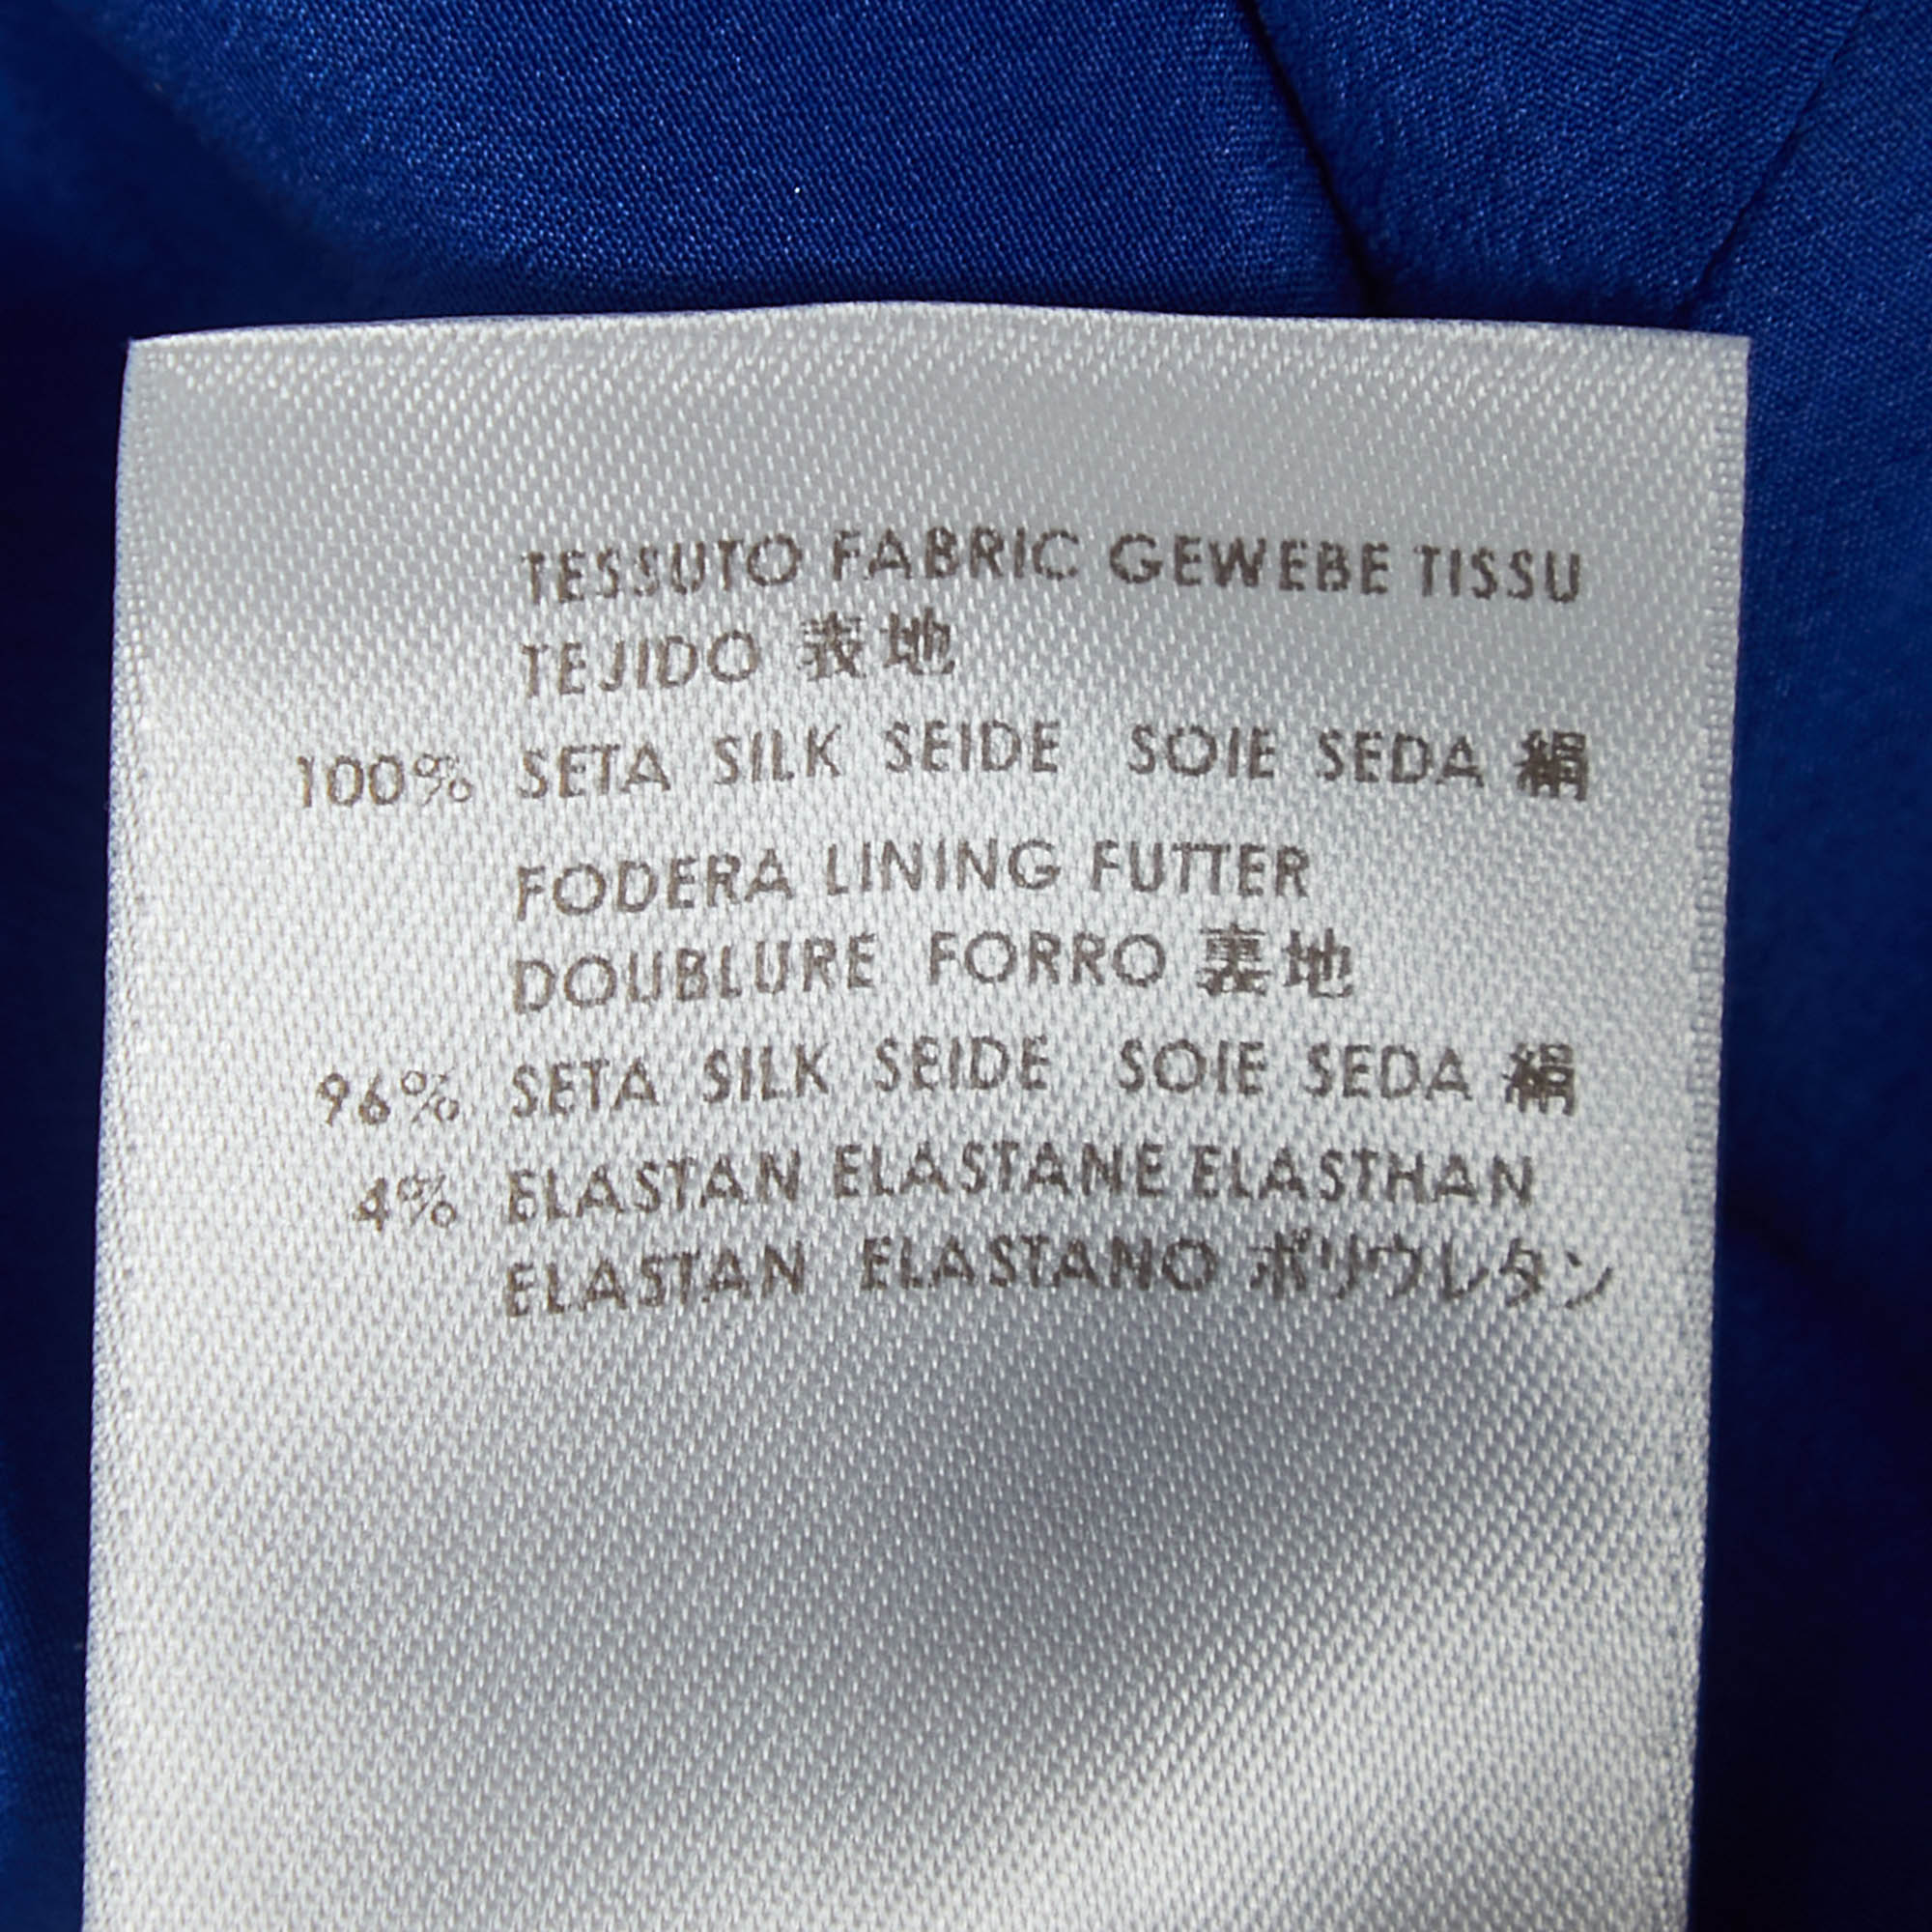 TESSUTO FABRIC GEWEBE TISSU
TEJIDO 表地
100% SETA SILK SEIDE SOIE SEDA 絹
FODERA LINING FUTTER
DOUBLURE FORRO 裏地
96% SETA SILK SEIDE SOIE SEDA 絹
4% ELASTAN ELASTANE ELASTHAN
ELASTAN ELASTANO ポリウレタン